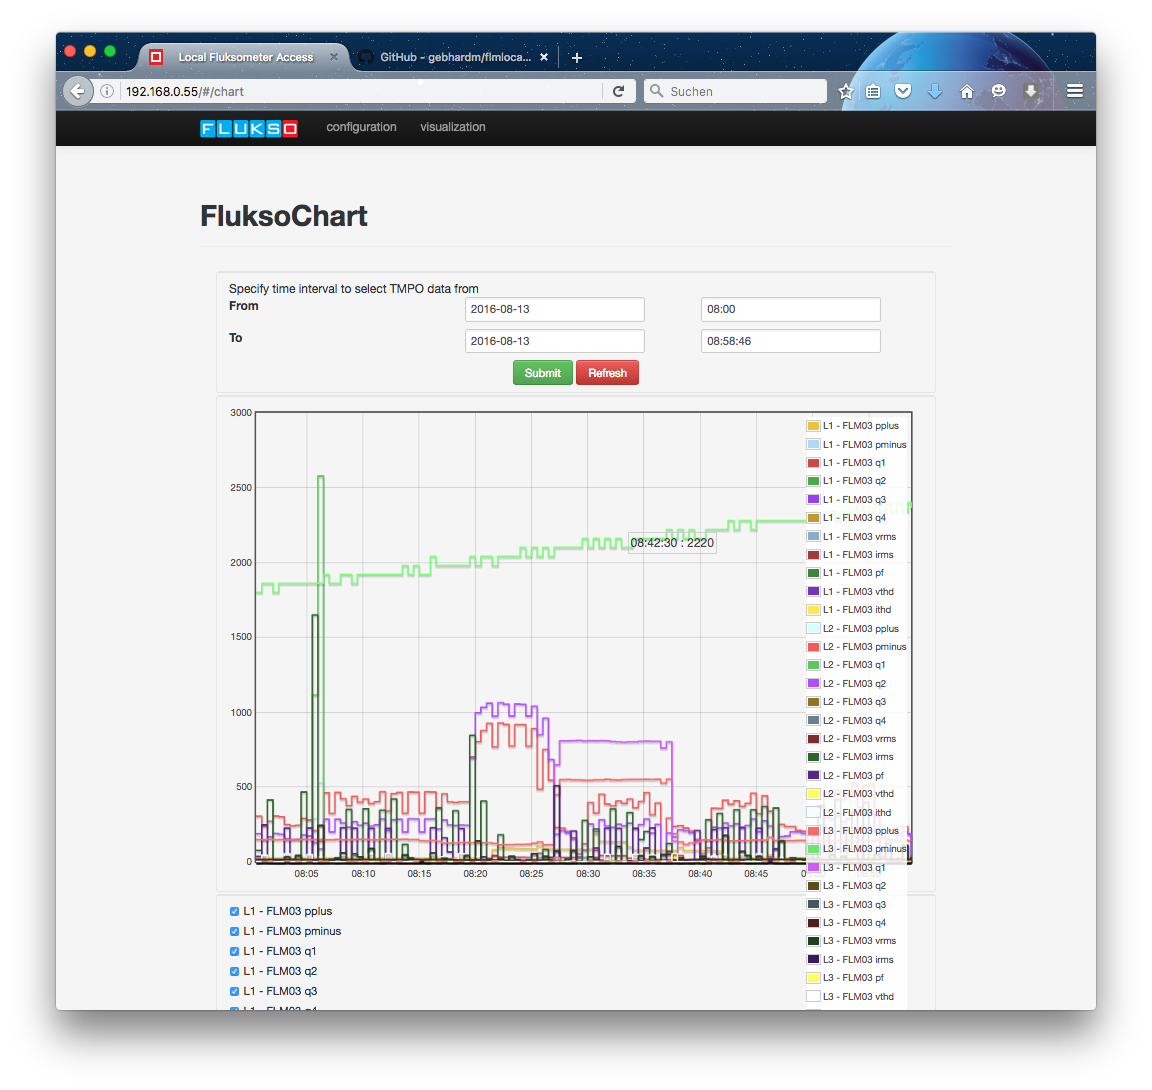 Local Fluksometer Access
GitHub - gebhardm/flmloca...
192.168.0.55/#/chart
Suchen
FLUKSO configuration visualization
FluksoChart
Specify time interval to select TMPO data from
From 2016-08-13 08:00
To 2016-08-13 08:58:46
Submit Refresh
3000
2500
2000
1500
1000
500
0
08:05 08:10 08:15 08:20 08:25 08:30 08:35 08:40 08:45
08:42:30 : 2220
L1 - FLM03 pplus
L1 - FLM03 pminus
L1 - FLM03 q1
L1 - FLM03 q2
L1 - FLM03 q3
L1 - FLM03 q4
L1 - FLM03 vrms
L1 - FLM03 irms
L1 - FLM03 pf
L1 - FLM03 vthd
L1 - FLM03 ithd
L2 - FLM03 pplus
L2 - FLM03 pminus
L2 - FLM03 q1
L2 - FLM03 q2
L2 - FLM03 q3
L2 - FLM03 q4
L2 - FLM03 vrms
L2 - FLM03 irms
L2 - FLM03 pf
L2 - FLM03 vthd
L2 - FLM03 ithd
L3 - FLM03 pplus
L3 - FLM03 pminus
L3 - FLM03 q1
L3 - FLM03 q2
L3 - FLM03 q3
L3 - FLM03 q4
L3 - FLM03 vrms
L3 - FLM03 irms
L3 - FLM03 pf
L3 - FLM03 vthd
L1 - FLM03 pplus
L1 - FLM03 pminus
L1 - FLM03 q1
L1 - FLM03 q2
L1 - FLM03 q3